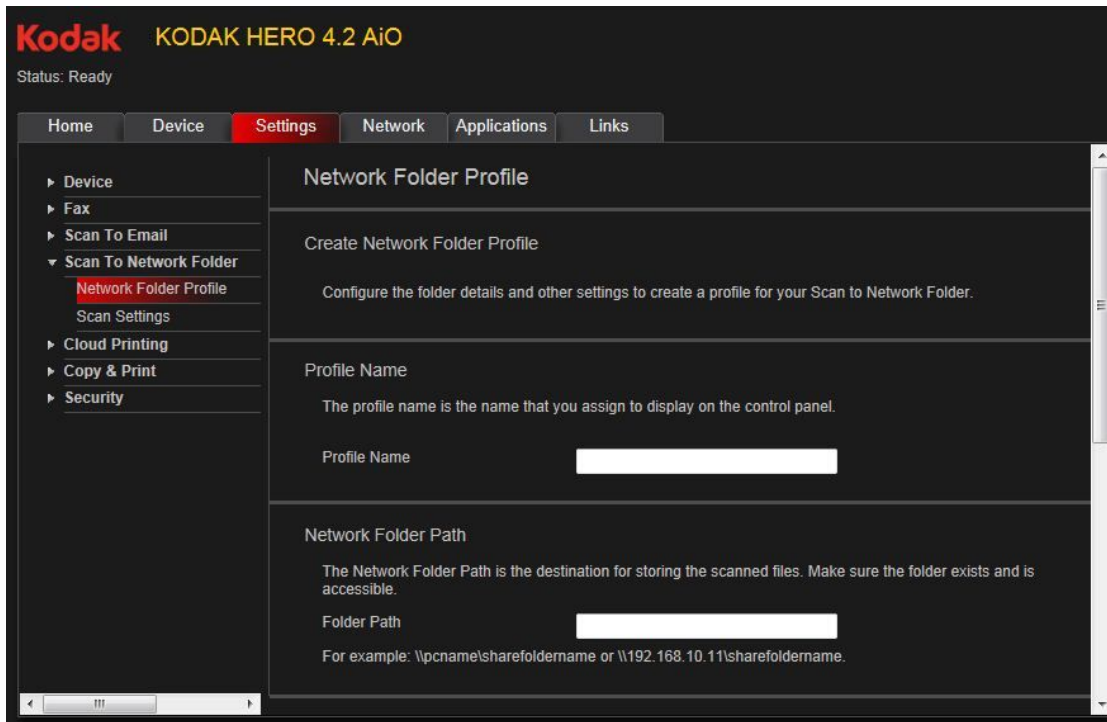 Kodak KODAK HERO 4.2 AiO
Status: Ready
Home Device Settings Network Applications Links
Device
Fax
Scan To Email
Scan To Network Folder
Network Folder Profile
Scan Settings
Cloud Printing
Copy & Print
Security
Network Folder Profile
Create Network Folder Profile
Configure the folder details and other settings to create a profile for your Scan to Network Folder.
Profile Name
The profile name is the name that you assign to display on the control panel.
Profile Name
Network Folder Path
The Network Folder Path is the destination for storing the scanned files. Make sure the folder exists and is
accessible.
Folder Path
For example: \\pcname\sharefoldername or \\192.168.10.11\sharefoldername.